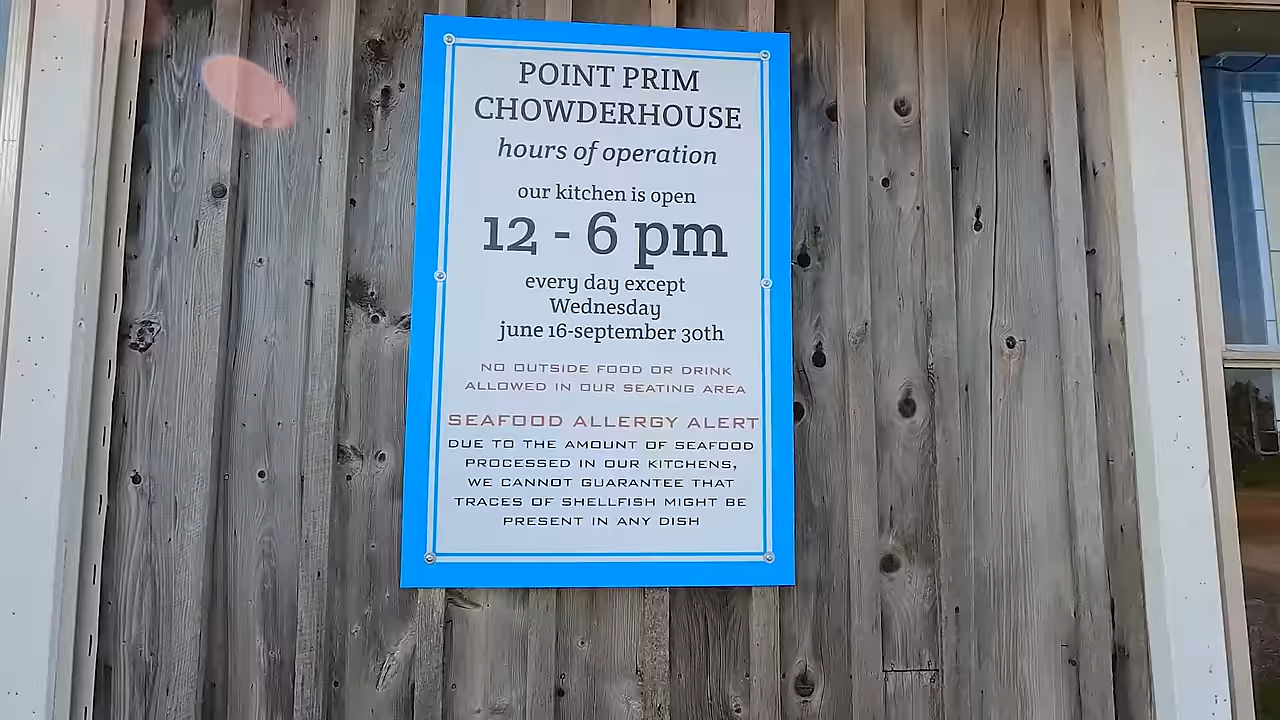 POINT PRIM
CHOWDERHOUSE
hours of operation
our kitchen is open
12 - 6 pm
every day except
Wednesday
june 16-september 30th
NO OUTSIDE FOOD OR DRINK
ALLOWED IN OUR SEATING AREA
SEAFOOD ALLERGY ALERT
DUE TO THE AMOUNT OF SEAFOOD
PROCESSED IN OUR KITCHENS,
WE CANNOT GUARANTEE THAT
TRACES OF SHELLFISH MIGHT BE
PRESENT IN ANY DISH